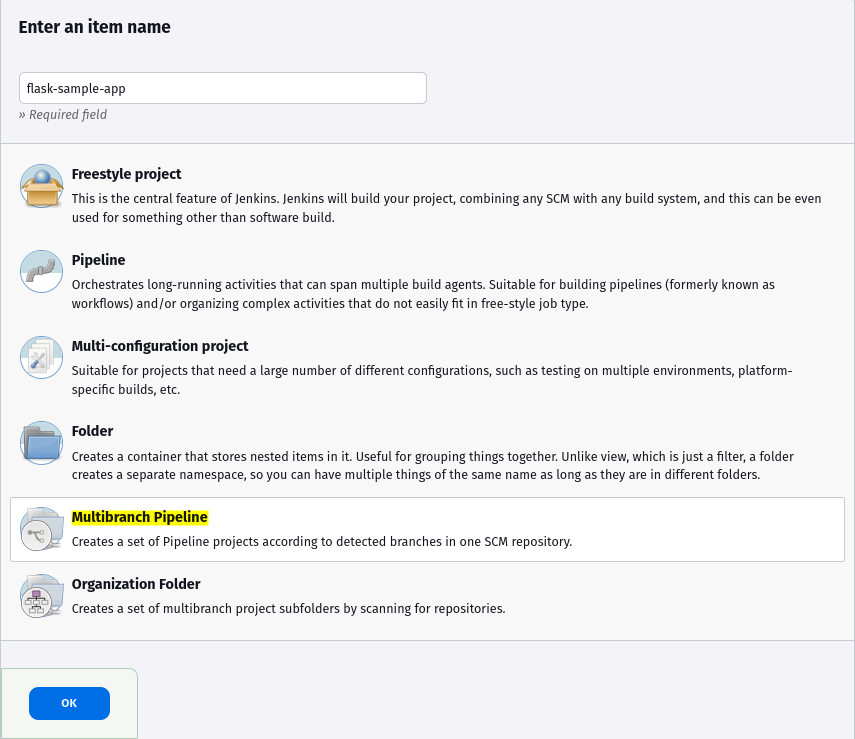 Enter an item name
flask-sample-app
» Required field
Freestyle project
This is the central feature of Jenkins. Jenkins will build your project, combining any SCM with any build system, and this can be even
used for something other than software build.
Pipeline
Orchestrates long-running activities that can span multiple build agents. Suitable for building pipelines (formerly known as
workflows) and/or organizing complex activities that do not easily fit in free-style job type.
Multi-configuration project
Suitable for projects that need a large number of different configurations, such as testing on multiple environments, platform-
specific builds, etc.
Folder
Creates a container that stores nested items in it. Useful for grouping things together. Unlike view, which is just a filter, a folder
creates a separate namespace, so you can have multiple things of the same name as long as they are in different folders.
Multibranch Pipeline
Creates a set of Pipeline projects according to detected branches in one SCM repository.
Organization Folder
Creates a set of multibranch project subfolders by scanning for repositories.
OK